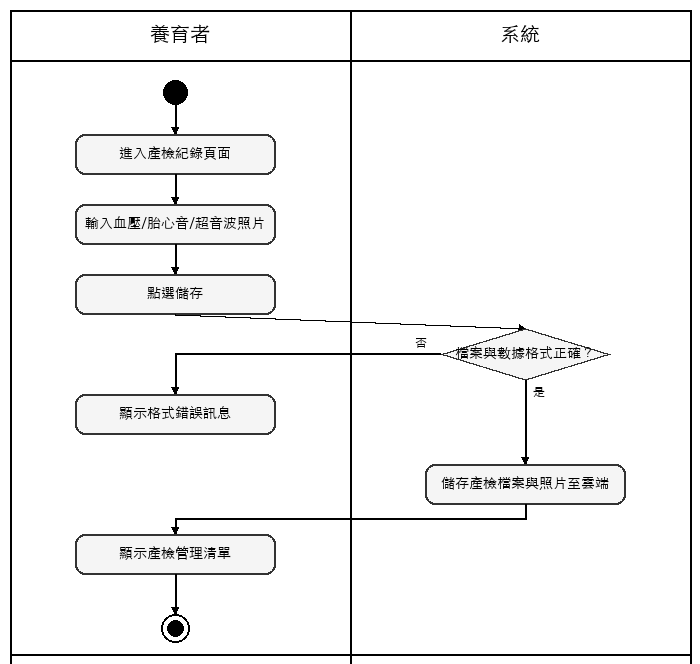 養育者
系統
進入產檢紀錄頁面
輸入血壓/胎心音/超音波照片
點選儲存
檔案與數據格式正確？
否
是
顯示格式錯誤訊息
儲存產檢檔案與照片至雲端
顯示產檢管理清單